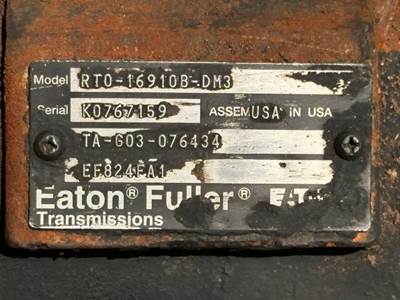 Model RTO-16910B-DM3
Serial K0767159 ASSEM USA IN USA
TA-G03-076434
EF824EA1
Eaton® Fuller®
Transmissions